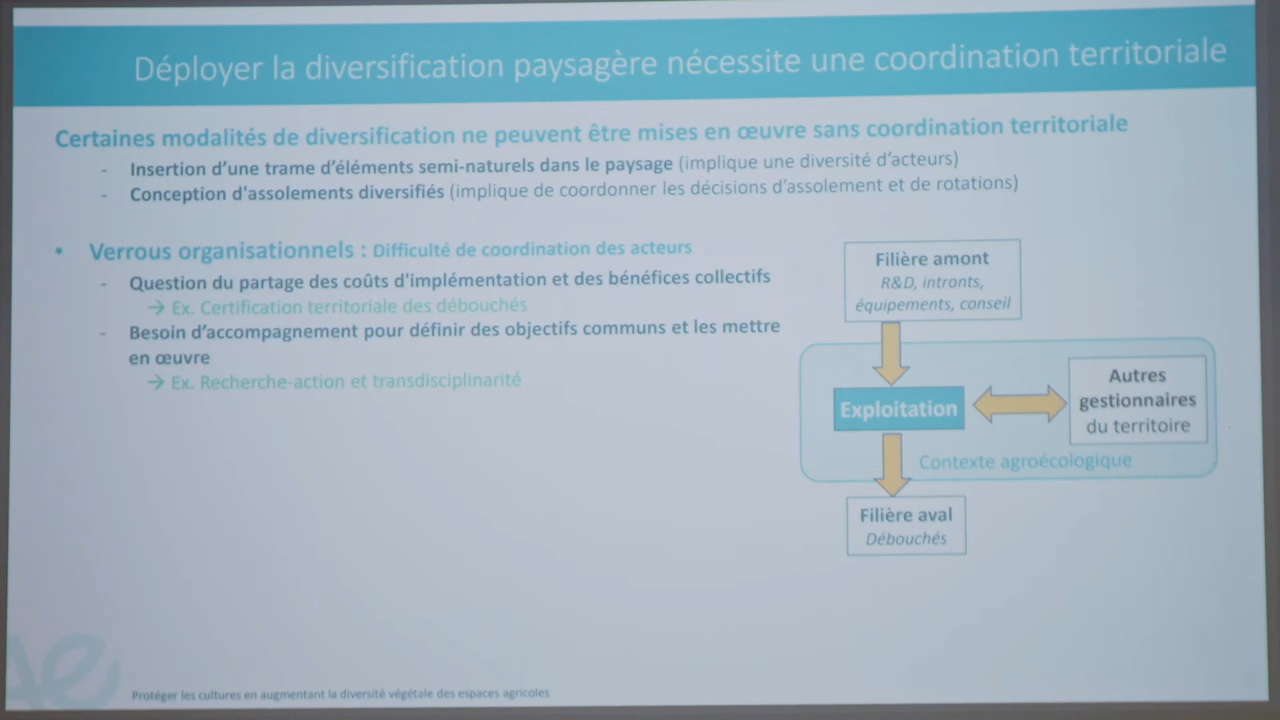 Déployer la diversification paysagère nécessite une coordination territoriale
Certaines modalités de diversification ne peuvent être mises en œuvre sans coordination territoriale
- Insertion d’une trame d’éléments semi-naturels dans le paysage (implique une diversité d’acteurs)
- Conception d'assolements diversifiés (implique de coordonner les décisions d’assolement et de rotations)
• Verrous organisationnels : Difficulté de coordination des acteurs
- Question du partage des coûts d'implémentation et des bénéfices collectifs
→ Ex. Certification territoriale des débouchés
- Besoin d’accompagnement pour définir des objectifs communs et les mettre
en œuvre
→ Ex. Recherche-action et transdisciplinarité
Filière amont
R&D, intrants,
équipements, conseil
Exploitation
Autres
gestionnaires
du territoire
Contexte agroécologique
Filière aval
Débouchés
Ae
Protéger les cultures en augmentant la diversité végétale des espaces agricoles